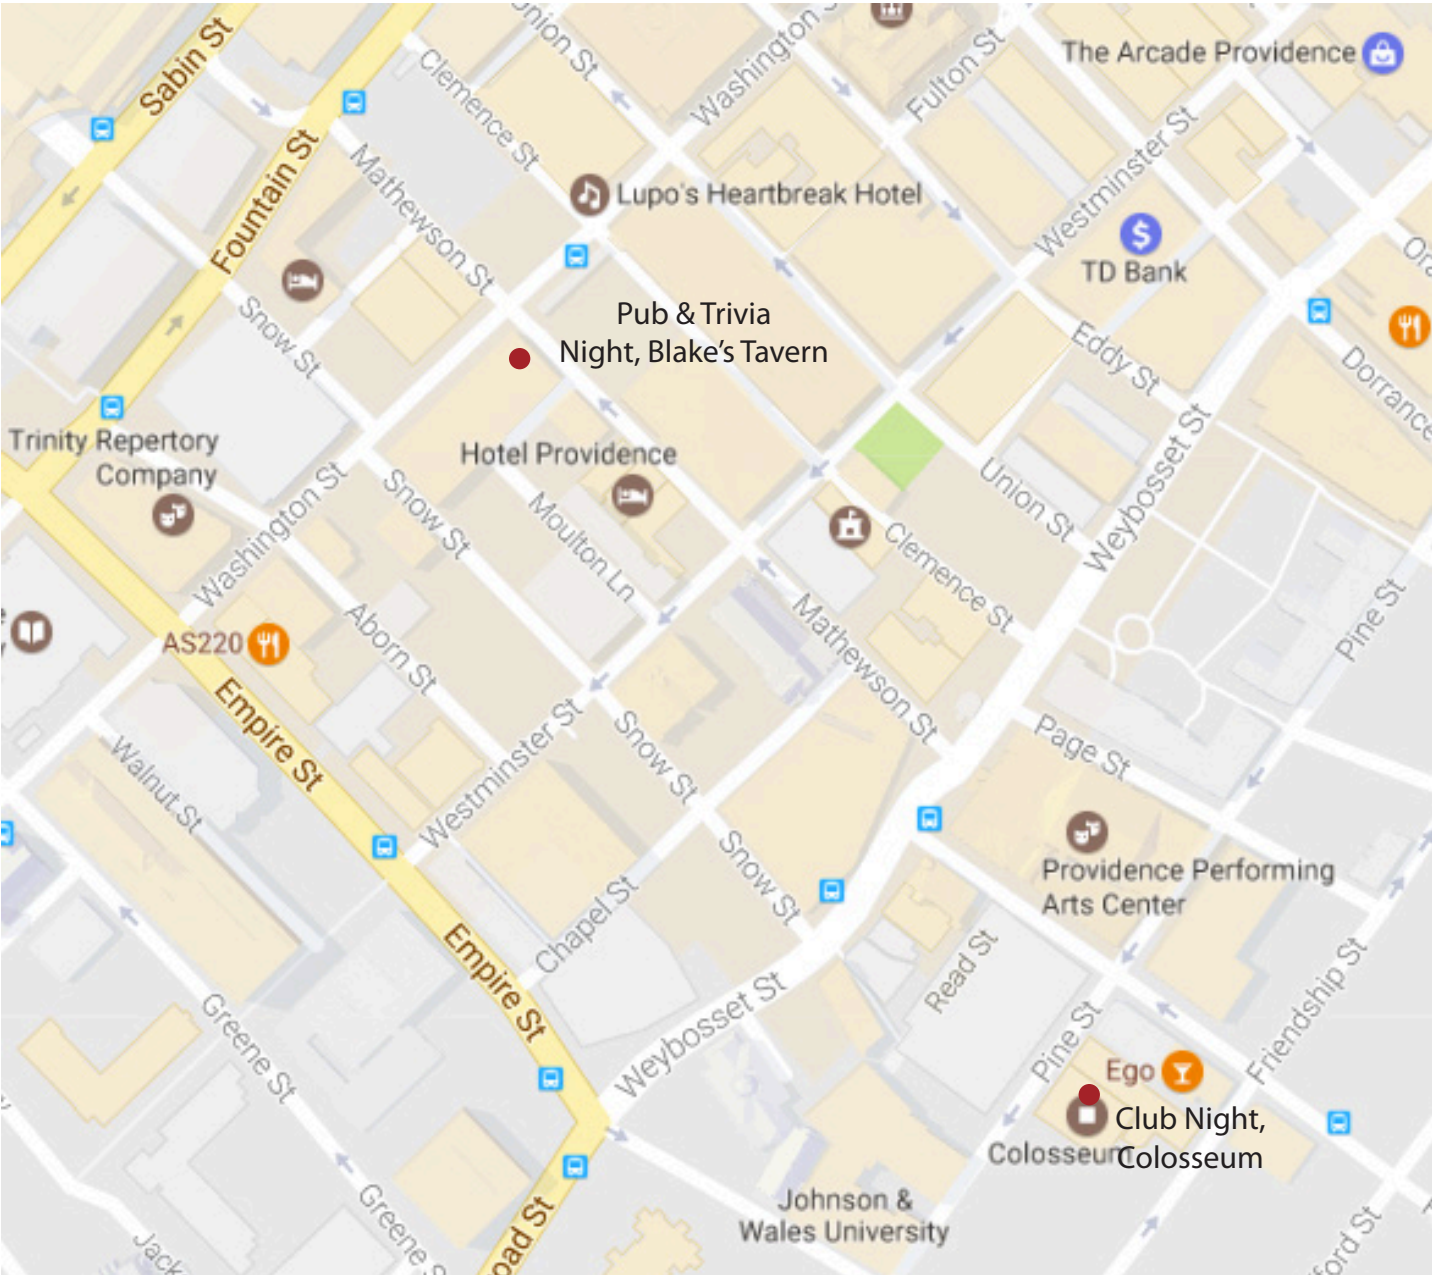 Sabin St
Union St
Washington S
Fulton St
The Arcade Providence
Clemence St
Westminster St
Fountain St
Mathewson St
Lupo's Heartbreak Hotel
$
TD Bank
Snow St
Pub & Trivia
Night, Blake's Tavern
Eddy St
Dorrance
Trinity Repertory
Company
Hotel Providence
Weybosset St
Washington St
Snow St
Moulton Ln
Union St
Clemence St
Pine St
AS220
Aborn St
Mathewson St
Empire St
Westminster St
Snow St
Page St
Walnut St
Snow St
Providence Performing
Arts Center
Chapel St
Empire St
Read St
Friendship St
Weybosset St
Greene St
Pine St
Ego
Club Night,
Colosseum
Colosseum
Johnson &
Wales University
Greene S
oad St
Jack
ford St